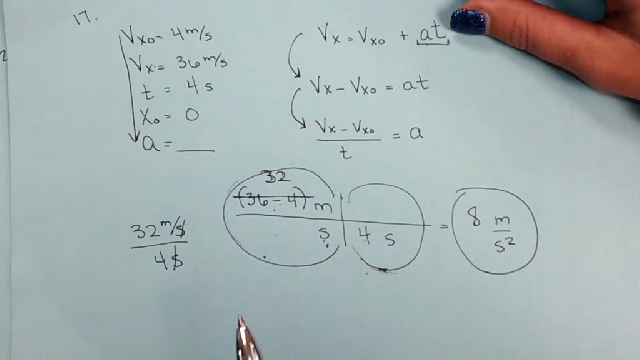 17.
Vx0 = 4 m/s
Vx = 36 m/s
t = 4 s
X0 = 0
a = ___
Vx = Vx0 + at
Vx - Vx0 = at
Vx - Vx0
t
= a
32
(36 - 4) m
s
4 s
= 8 m/s²
32 m/s
4 s